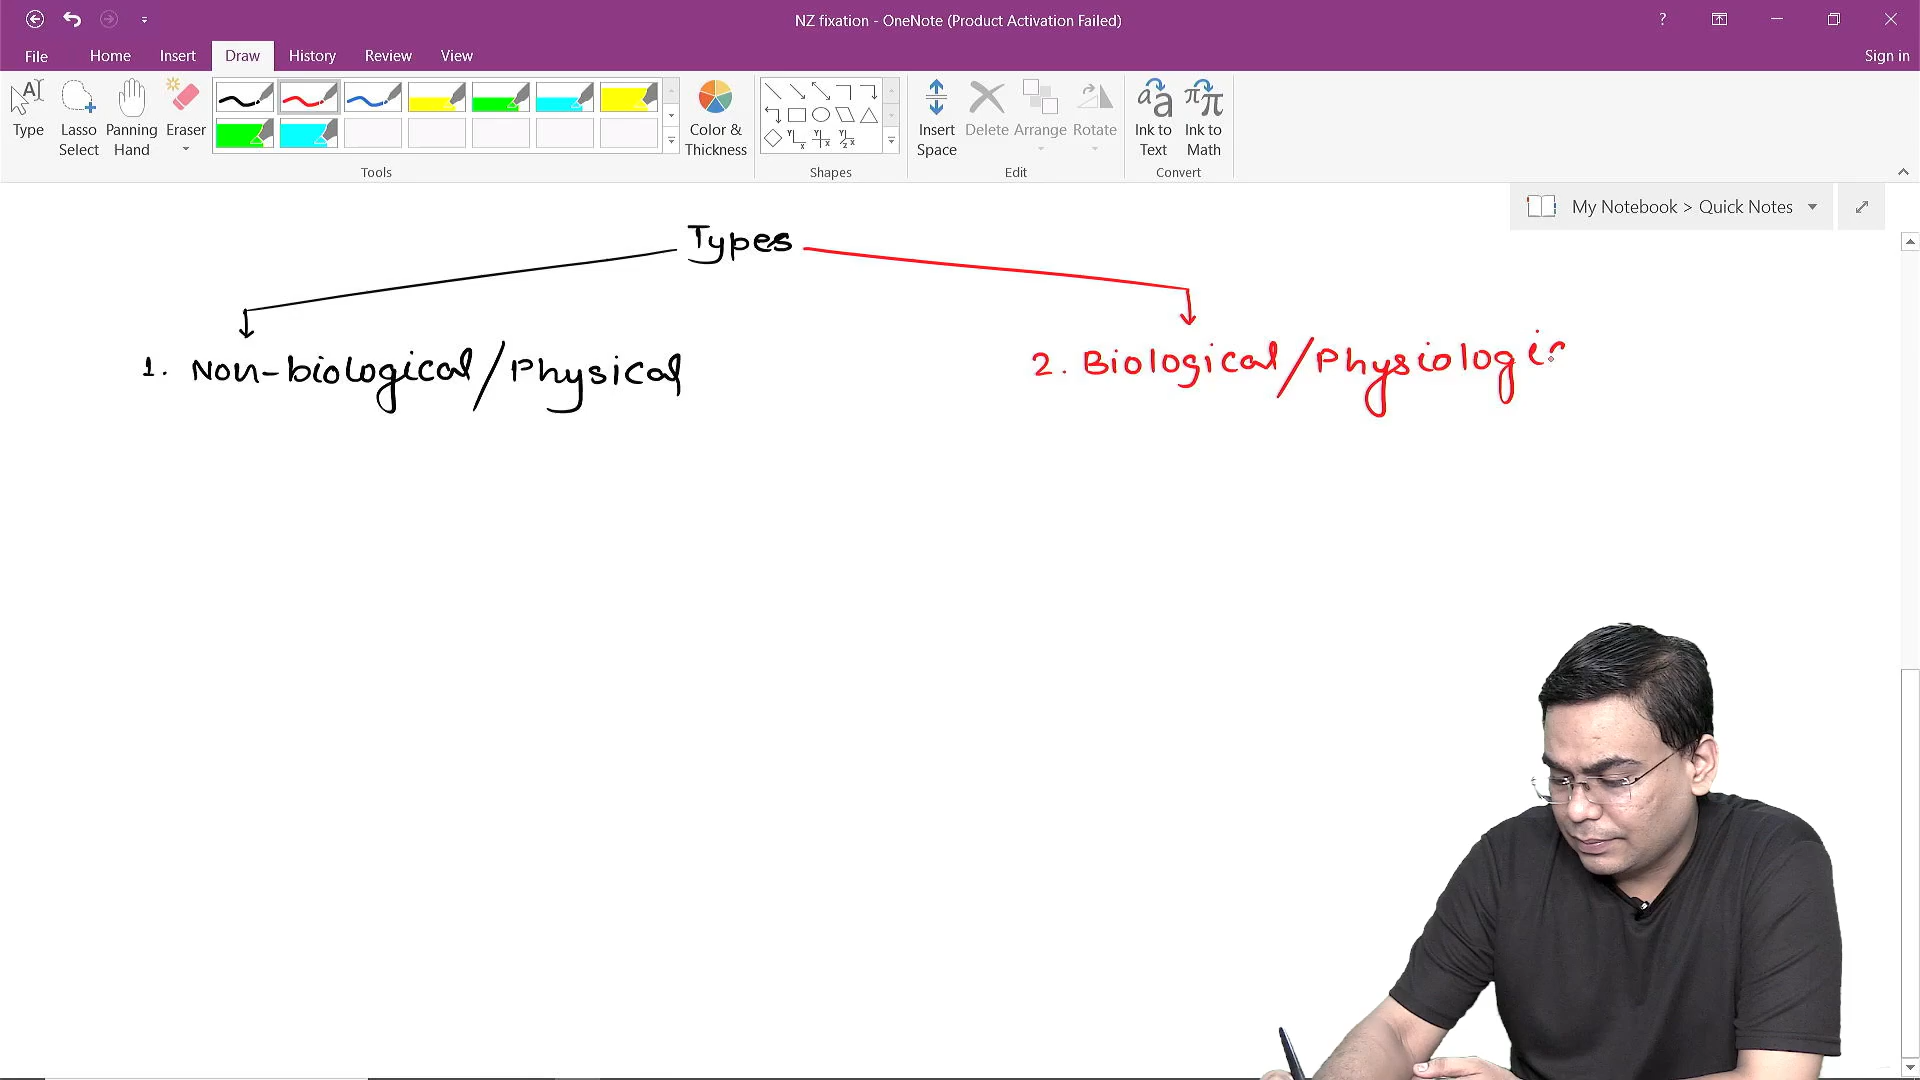 NZ fixation - OneNote (Product Activation Failed)
?
File Home Insert Draw History Review View
Sign in
Type Lasso Select Panning Hand Eraser
Color & Thickness
Insert Space Delete Arrange Rotate
Ink to Text Ink to Math
Tools Shapes Edit Convert
My Notebook > Quick Notes
Types
1. Non-biological/Physical
2. Biological/Physiologic